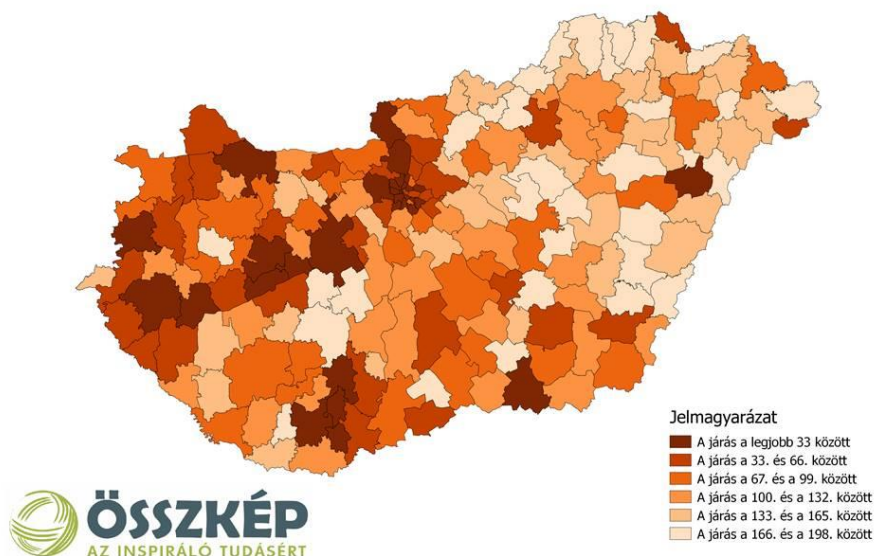 Jelmagyarázat
A járás a legjobb 33 között
A járás a 33. és 66. között
A járás a 67. és a 99. között
A járás a 100. és a 132. között
A járás a 133. és a 165. között
A járás a 166. és a 198. között
ÖSSZKÉP
AZ INSPIRÁLÓ TUDÁSÉRT